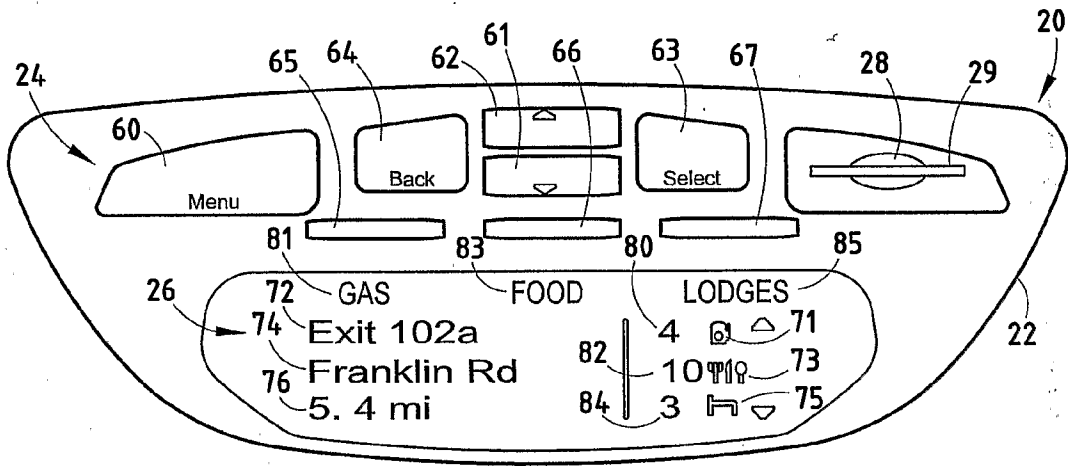 20
61
64 62 66 63 67 28 29
24 65
60
Back Select
Menu
81 83 80 85
GAS FOOD LODGES
26 72 Exit 102a 4 71 22
74 Franklin Rd 82 10 73
76 5. 4 mi 84 3 75